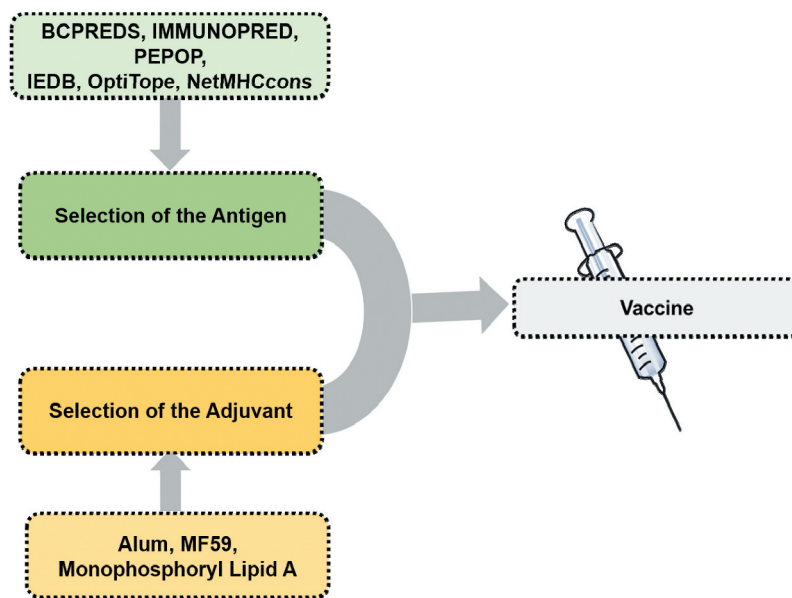 BCPREDS, IMMUNOPRED,
PEPOP,
IEDB, OptiTope, NetMHCcons
Selection of the Antigen
Vaccine
Selection of the Adjuvant
Alum, MF59,
Monophosphoryl Lipid A